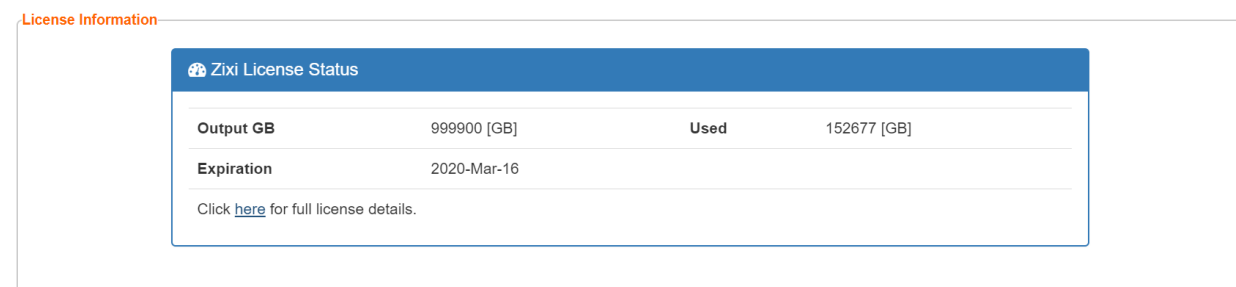 License Information
Zixi License Status
Output GB 999900 [GB] Used 152677 [GB]
Expiration 2020-Mar-16
Click here for full license details.